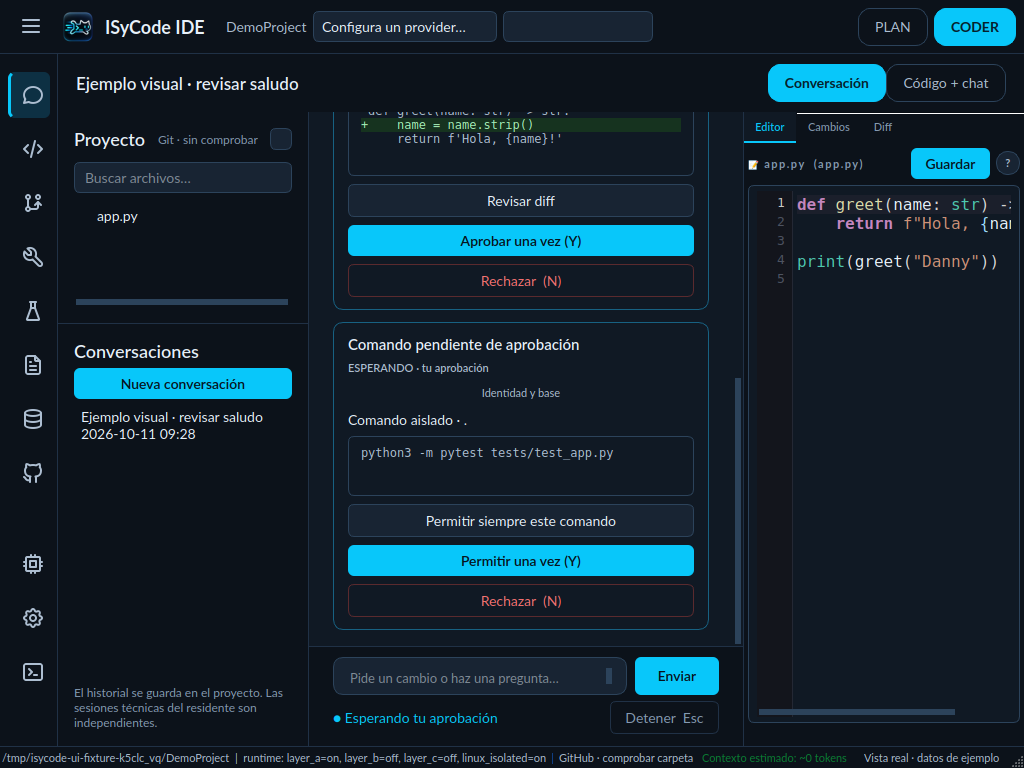 ISyCode IDE
DemoProject
Configura un provider...
PLAN
CODER
Ejemplo visual · revisar saludo
Conversación
Código + chat
Proyecto
Git · sin comprobar
Buscar archivos...
app.py
Conversaciones
Nueva conversación
Ejemplo visual · revisar saludo
2026-10-11 09:28
El historial se guarda en el proyecto. Las
sesiones técnicas del residente son
independientes.
+    name = name.strip()
return f'Hola, {name}!'
Revisar diff
Aprobar una vez (Y)
Rechazar (N)
Comando pendiente de aprobación
ESPERANDO · tu aprobación
Identidad y base
Comando aislado · .
python3 -m pytest tests/test_app.py
Permitir siempre este comando
Permitir una vez (Y)
Rechazar (N)
Pide un cambio o haz una pregunta...
Enviar
Esperando tu aprobación
Detener Esc
Editor
Cambios
Diff
app.py (app.py)
Guardar
?
1 def greet(name: str) ->
2     return f"Hola, {nam
3
4 print(greet("Danny"))
5
/tmp/isycode-ui-fixture-k5clc_vq/DemoProject | runtime: layer_a=on, layer_b=off, layer_c=off, linux_isolated=on | GitHub · comprobar carpeta Contexto estimado: ~0 tokens Vista real · datos de ejemplo